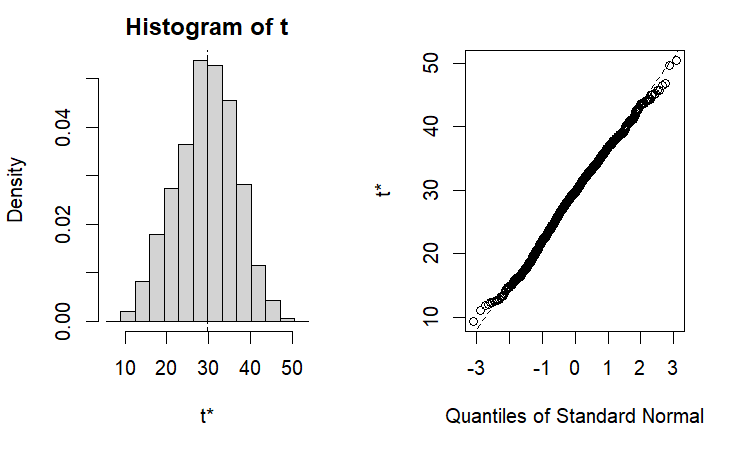 Histogram of t
Density
0.00
0.02
0.04
10 20 30 40 50
t*
t*
10
20
30
40
50
-3 -1 0 1 2 3
Quantiles of Standard Normal